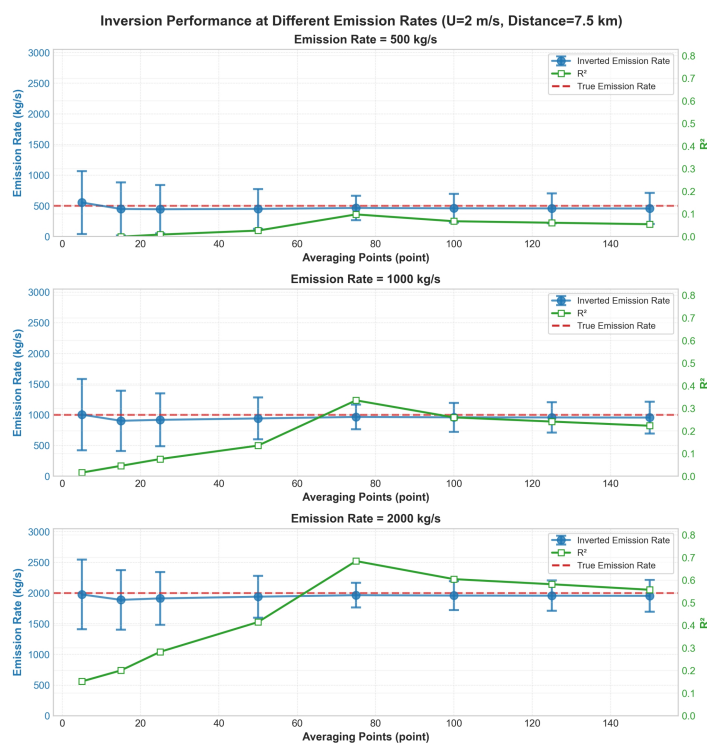 Inversion Performance at Different Emission Rates (U=2 m/s, Distance=7.5 km)
Emission Rate = 500 kg/s
3000
2500
2000
1500
1000
500
0
Emission Rate (kg/s)
Inverted Emission Rate
R²
True Emission Rate
0.8
0.7
0.6
0.5
0.4
0.3
0.2
0.1
0.0
R²
0 20 40 60 80 100 120 140
Averaging Points (point)
Emission Rate = 1000 kg/s
3000
2500
2000
1500
1000
500
0
Emission Rate (kg/s)
Inverted Emission Rate
R²
True Emission Rate
0.8
0.7
0.6
0.5
0.4
0.3
0.2
0.1
0.0
R²
0 20 40 60 80 100 120 140
Averaging Points (point)
Emission Rate = 2000 kg/s
3000
2500
2000
1500
1000
500
0
Emission Rate (kg/s)
Inverted Emission Rate
R²
True Emission Rate
0.8
0.7
0.6
0.5
0.4
0.3
0.2
0.1
0.0
R²
0 20 40 60 80 100 120 140
Averaging Points (point)